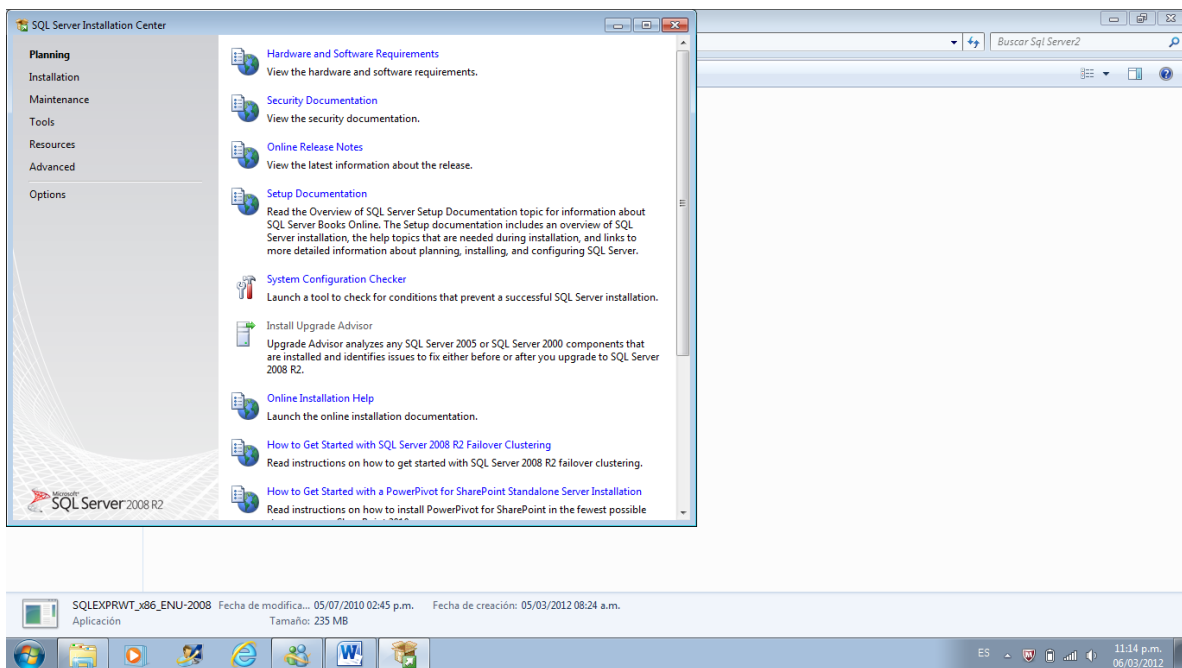 SQL Server Installation Center
Planning
Installation
Maintenance
Tools
Resources
Advanced
Options
Microsoft
SQL Server 2008 R2
Hardware and Software Requirements
View the hardware and software requirements.
Security Documentation
View the security documentation.
Online Release Notes
View the latest information about the release.
Setup Documentation
Read the Overview of SQL Server Setup Documentation topic for information about
SQL Server Books Online. The Setup documentation includes an overview of SQL
Server installation, the help topics that are needed during installation, and links to
more detailed information about planning, installing, and configuring SQL Server.
System Configuration Checker
Launch a tool to check for conditions that prevent a successful SQL Server installation.
Install Upgrade Advisor
Upgrade Advisor analyzes any SQL Server 2005 or SQL Server 2000 components that
are installed and identifies issues to fix either before or after you upgrade to SQL Server
2008 R2.
Online Installation Help
Launch the online installation documentation.
How to Get Started with SQL Server 2008 R2 Failover Clustering
Read instructions on how to get started with SQL Server 2008 R2 failover clustering.
How to Get Started with a PowerPivot for SharePoint Standalone Server Installation
Read instructions on how to install PowerPivot for SharePoint in the fewest possible
Buscar Sql Server2
SQLEXPRWT_x86_ENU-2008 Fecha de modifica... 05/07/2010 02:45 p.m. Fecha de creación: 05/03/2012 08:24 a.m.
Aplicación Tamaño: 235 MB
ES
11:14 p.m.
06/03/2012